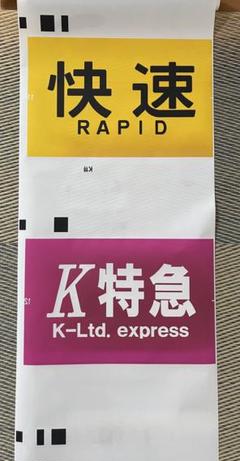 快速
RAPID
K特急
K-Ltd. express